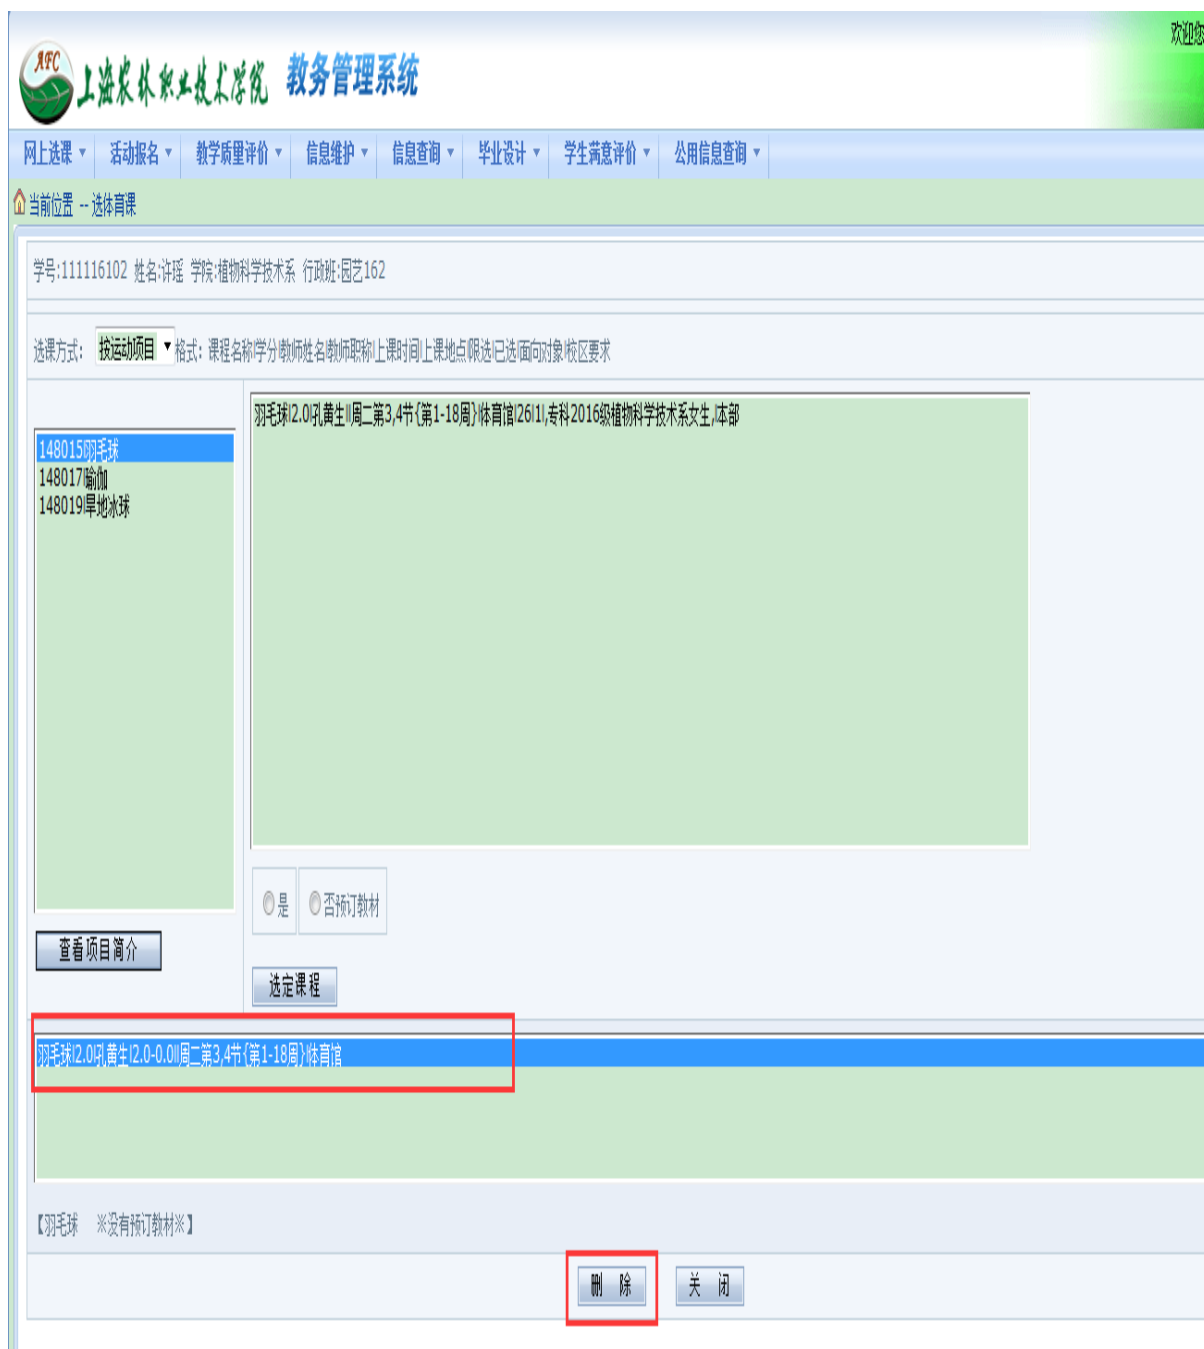 欢迎您
AFC
上海农林职业技术学院 教务管理系统
网上选课 活动报名 教学质量评价 信息维护 信息查询 毕业设计 学生满意评价 公用信息查询
当前位置 -- 选体育课
学号:111116102 姓名:许瑶 学院:植物科学技术系 行政班:园艺162
选课方式: 按运动项目 格式: 课程名称|学分|教师姓名|教师职称|上课时间|上课地点|限选|已选|面向对象|校区要求
羽毛球|2.0|孔黄生||周二第3,4节{第1-18周}|体育馆|26|1|,专科2016级植物科学技术系女生,|本部
148015|羽毛球
148017|瑜伽
148019|旱地冰球
是 否预订教材
查看项目简介
选定课程
羽毛球|2.0|孔黄生|2.0-0.0||周二第3,4节{第1-18周}|体育馆
【羽毛球 ※没有预订教材※】
删 除 关 闭